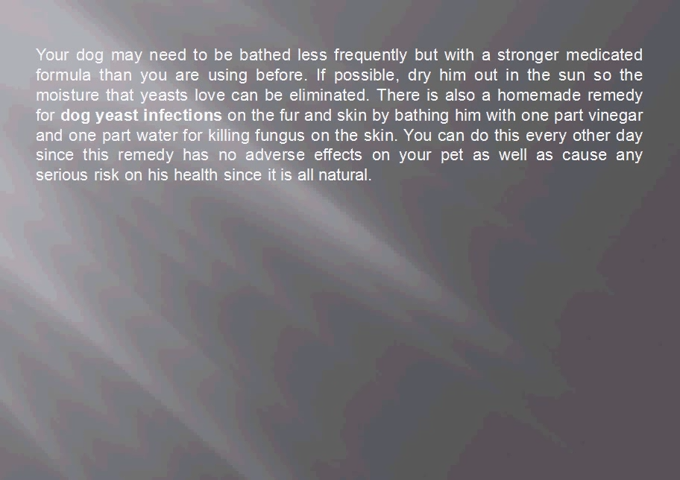 Your dog may need to be bathed less frequently but with a stronger medicated
formula than you are using before. If possible, dry him out in the sun so the
moisture that yeasts love can be eliminated. There is also a homemade remedy
for dog yeast infections on the fur and skin by bathing him with one part vinegar
and one part water for killing fungus on the skin. You can do this every other day
since this remedy has no adverse effects on your pet as well as cause any
serious risk on his health since it is all natural.